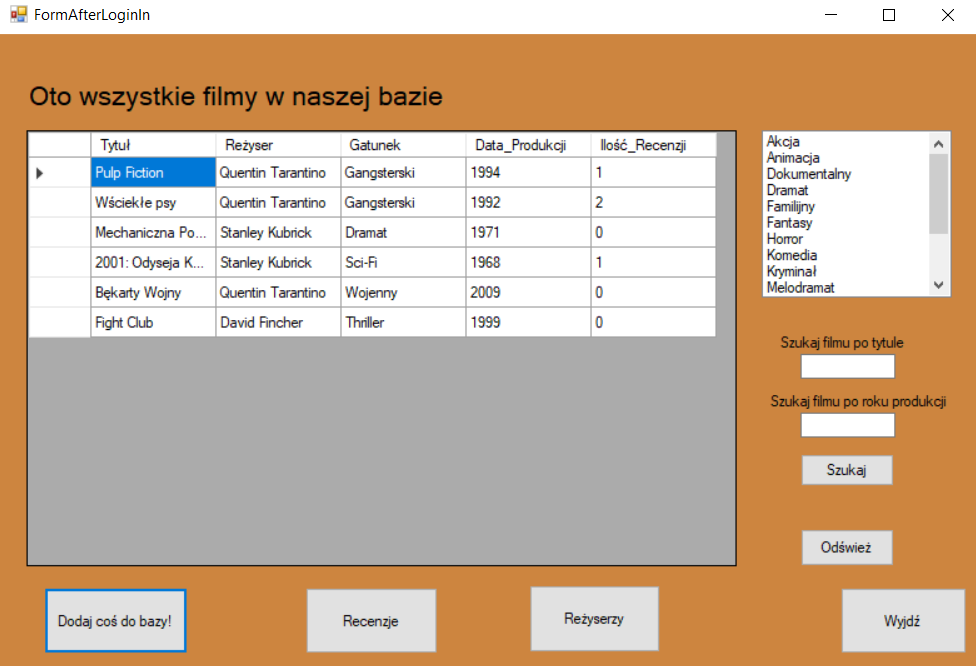 FormAfterLoginIn
Oto wszystkie filmy w naszej bazie
Tytuł Reżyser Gatunek Data_Produkcji Ilość_Recenzji
Pulp Fiction Quentin Tarantino Gangsterski 1994 1
Wściekłe psy Quentin Tarantino Gangsterski 1992 2
Mechaniczna Po... Stanley Kubrick Dramat 1971 0
2001: Odyseja K... Stanley Kubrick Sci-Fi 1968 1
Bękarty Wojny Quentin Tarantino Wojenny 2009 0
Fight Club David Fincher Thriller 1999 0
Akcja
Animacja
Dokumentalny
Dramat
Familijny
Fantasy
Horror
Komedia
Kryminał
Melodramat
Szukaj filmu po tytule
Szukaj filmu po roku produkcji
Szukaj
Odśwież
Dodaj coś do bazy! Recenzje Reżyserzy Wyjdź